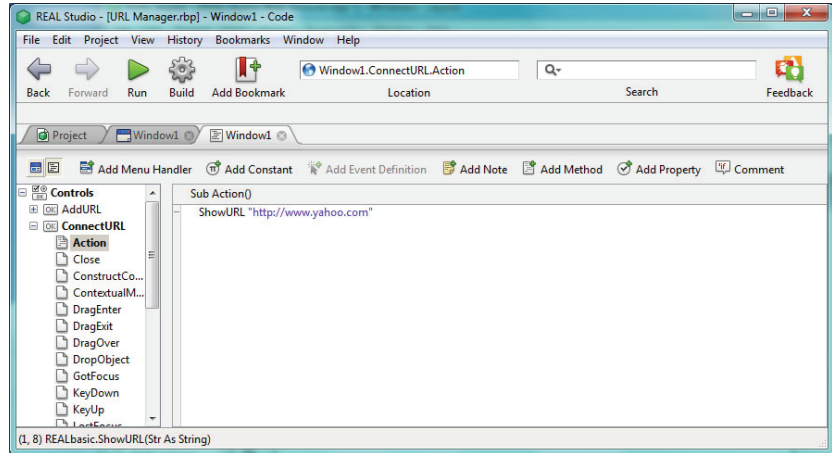 REAL Studio - [URL Manager.rbp] - Window1 - Code
File Edit Project View History Bookmarks Window Help
Window1.ConnectURL.Action
Back Forward Run Build Add Bookmark Location Search Feedback
Project Window1 Window1
Add Menu Handler Add Constant Add Event Definition Add Note Add Method Add Property Comment
Controls
Sub Action()
AddURL
ShowURL "http://www.yahoo.com"
ConnectURL
Action
Close
ConstructCo...
ContextualM...
DragEnter
DragExit
DragOver
DropObject
GotFocus
KeyDown
KeyUp
LostFocus
(1, 8) REALbasic.ShowURL(Str As String)